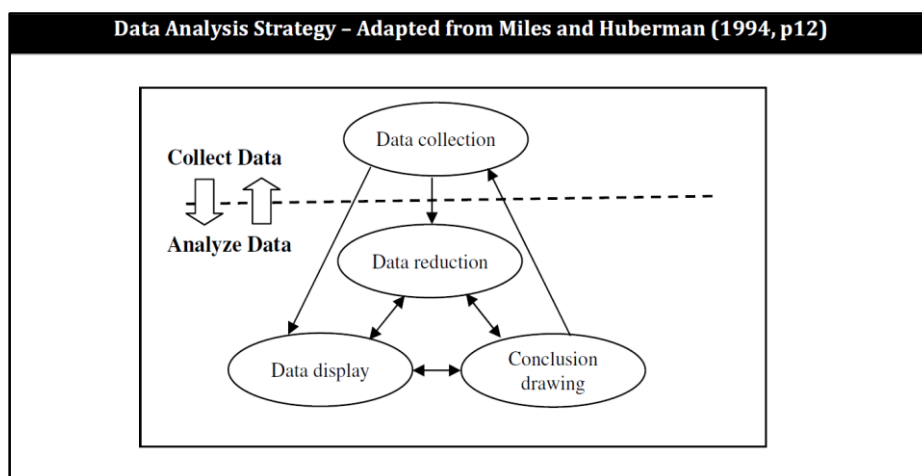 Data Analysis Strategy – Adapted from Miles and Huberman (1994, p12)
Data collection
Collect Data
Analyze Data
Data reduction
Data display
Conclusion
drawing